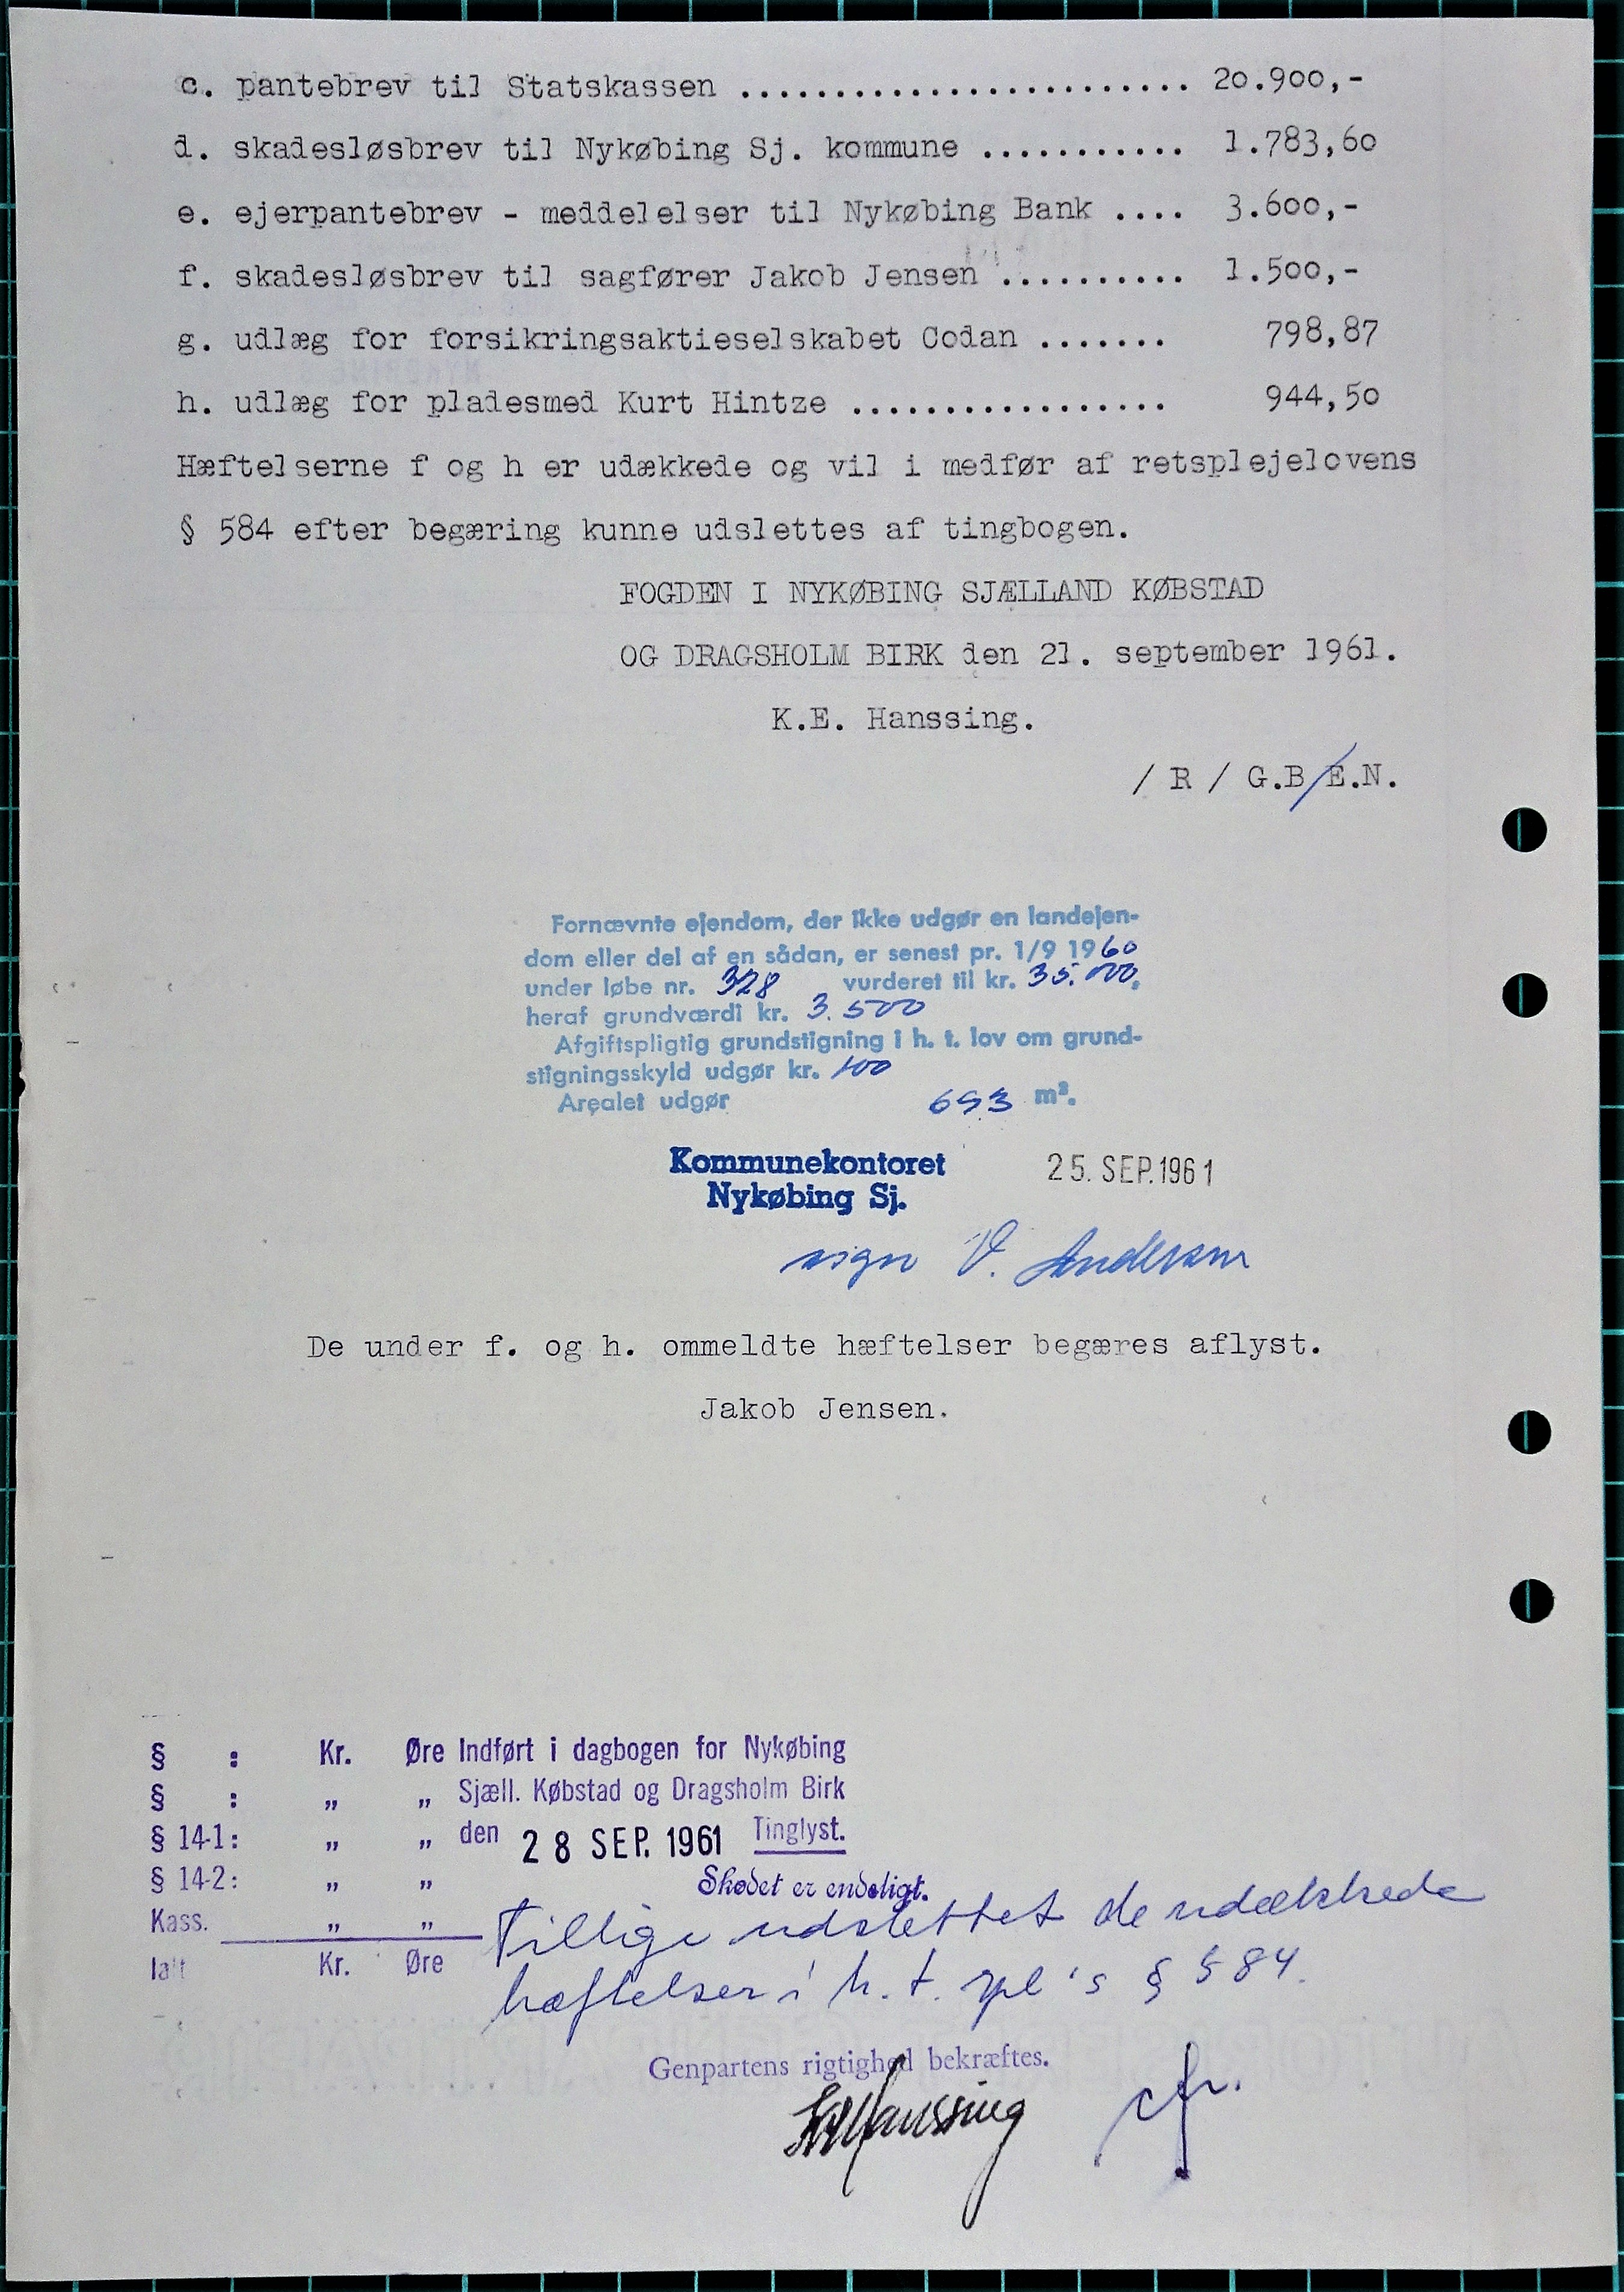 c. pantebrev til Statskassen ........................ 20.900,-
d. skadesløsbrev til Nykøbing Sj. kommune ........... 1.783,60
e. ejerpantebrev - meddelelser til Nykøbing Bank .... 3.600,-
f. skadesløsbrev til sagfører Jakob Jensen .......... 1.500,-
g. udlæg for forsikringsaktieselskabet Codan ....... 798,87
h. udlæg for pladesmed Kurt Hintze ................. 944,50
Hæftelserne f og h er udækkede og vil i medfør af retsplejelovens
§ 584 efter begæring kunne udslettes af tingbogen.
FOGDEN I NYKØBING SJÆLLAND KØBSTAD
OG DRAGSHOLM BIRK den 21. september 1961.
K.E. Hanssing.
/ R / G.B/E.N.
Fornævnte ejendom, der ikke udgør en landejen-
dom eller del af en sådan, er senest pr. 1/9 1960
under løbe nr. 328 vurderet til kr. 35.000,
heraf grundværdi kr. 3.500
Afgiftspligtig grundstigning i h. t. lov om grund-
stigningsskyld udgør kr. 100
Arealet udgør 653 m².
Kommunekontoret 25. SEP. 1961
Nykøbing Sj.
sign V. Andersen
De under f. og h. ommeldte hæftelser begæres aflyst.
Jakob Jensen.
§ : Kr. Øre Indført i dagbogen for Nykøbing
§ : „ „ Sjæll. Købstad og Dragsholm Birk
§ 14-1: „ „ den 28 SEP. 1961 Tinglyst.
§ 14-2: „ „ Skødet er endeligt.
Kass. „ „ Tillige udslettet de udækkede
Ialt Kr. Øre hæftelser i h. t. rpl's § 584.
Genpartens rigtighed bekræftes.
Hanssing